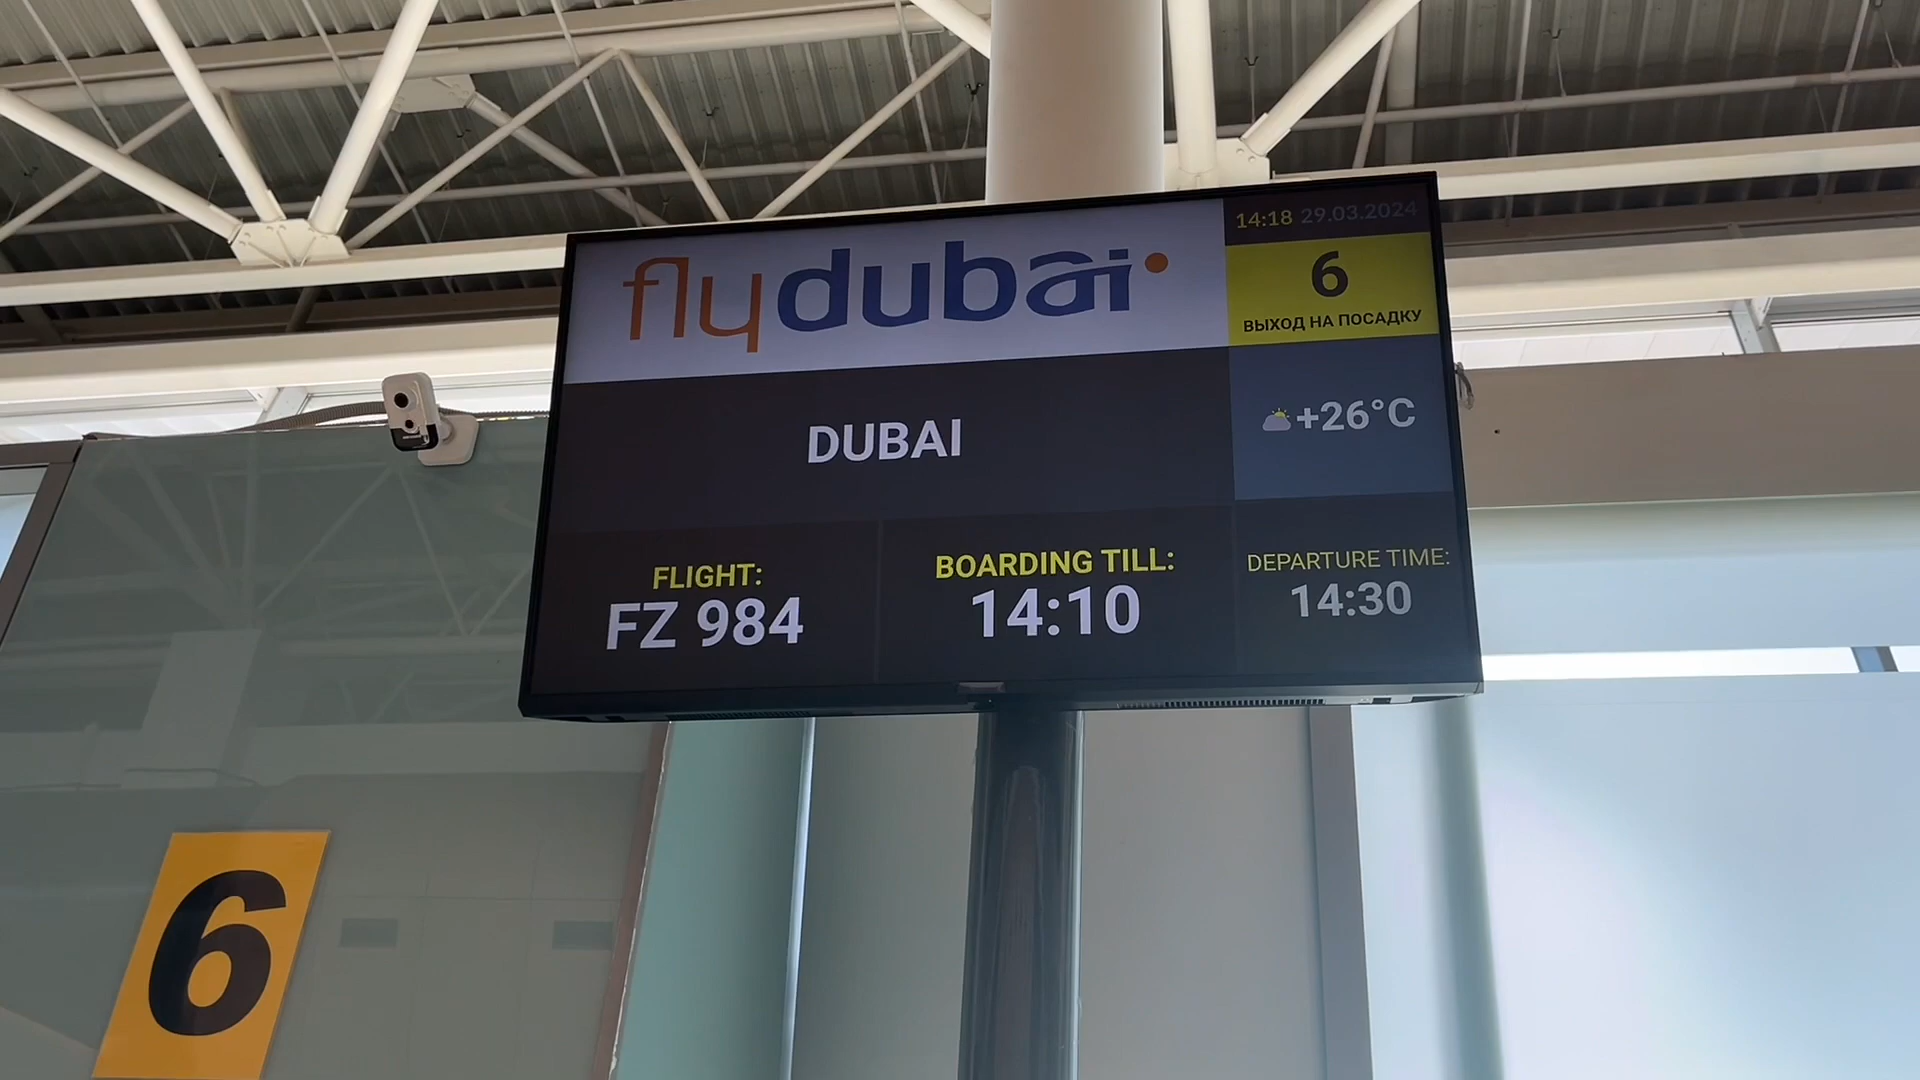 flydubai
14:18 29.03.2024
6
ВЫХОД НА ПОСАДКУ
DUBAI
+26°C
FLIGHT:
FZ 984
BOARDING TILL:
14:10
DEPARTURE TIME:
14:30
6